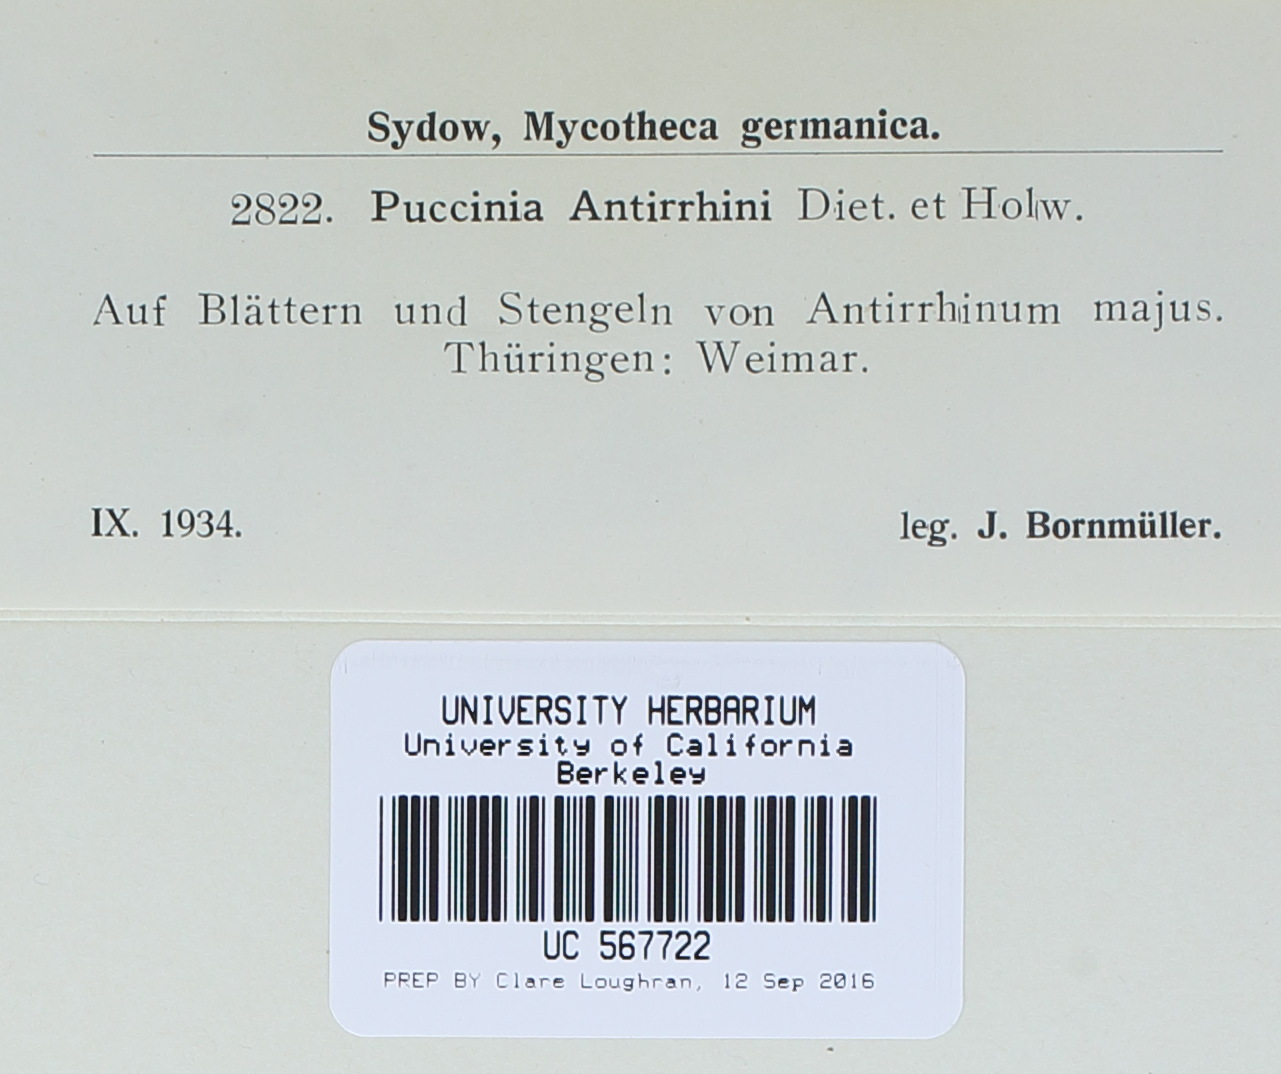 Sydow, Mycotheca germanica.
2822. Puccinia Antirrhini Diet. et Holw.
Auf Blättern und Stengeln von Antirrhinum majus.
Thüringen: Weimar.
IX. 1934. leg. J. Bornmüller.
UNIVERSITY HERBARIUM
University of California
Berkeley
UC 567722
PREP BY Clare Loughran, 12 Sep 2016